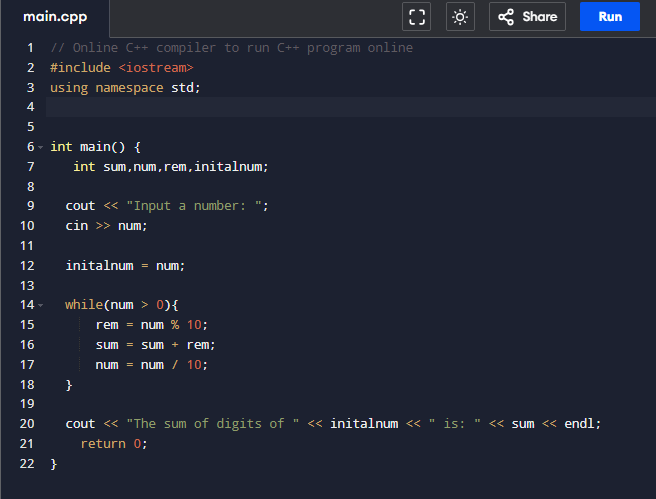 main.cpp Share Run
1 // Online C++ compiler to run C++ program online
2 #include <iostream>
3 using namespace std;
4
5
6 int main() {
7    int sum,num,rem,initalnum;
8
9   cout << "Input a number: ";
10   cin >> num;
11
12   initalnum = num;
13
14   while(num > 0){
15       rem = num % 10;
16       sum = sum + rem;
17       num = num / 10;
18   }
19
20   cout << "The sum of digits of " << initalnum << " is: " << sum << endl;
21     return 0;
22 }